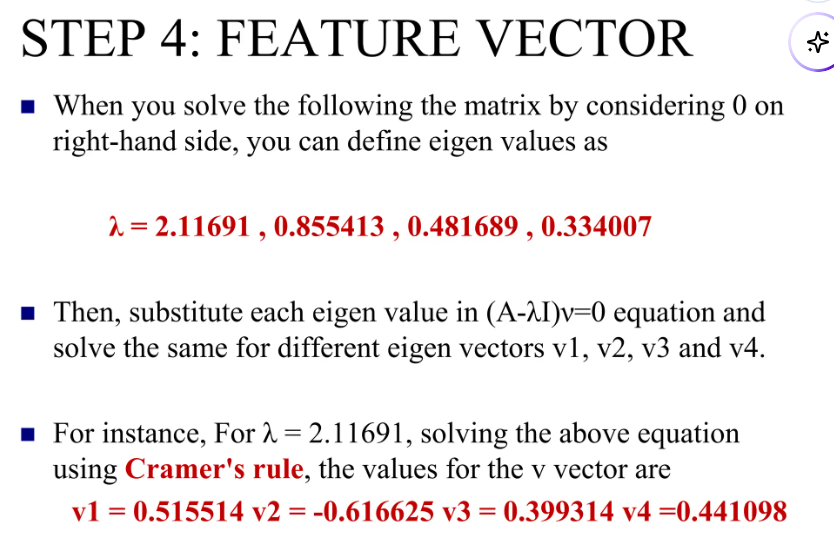 STEP 4: FEATURE VECTOR
When you solve the following the matrix by considering 0 on
right-hand side, you can define eigen values as
λ = 2.11691 , 0.855413 , 0.481689 , 0.334007
Then, substitute each eigen value in (A-λI)ν=0 equation and
solve the same for different eigen vectors v1, v2, v3 and v4.
For instance, For λ = 2.11691, solving the above equation
using Cramer's rule, the values for the v vector are
v1 = 0.515514 v2 = -0.616625 v3 = 0.399314 v4 =0.441098